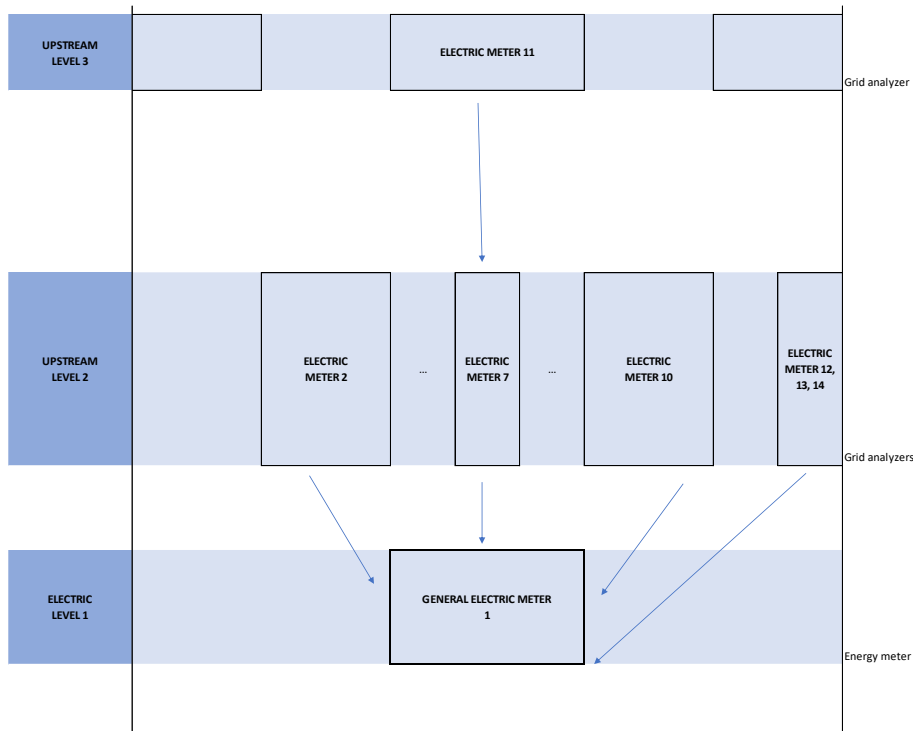 UPSTREAM
LEVEL 3
ELECTRIC METER 11
Grid analyzer
UPSTREAM
LEVEL 2
ELECTRIC
METER 2
...
ELECTRIC
METER 7
...
ELECTRIC
METER 10
ELECTRIC
METER 12,
13, 14
Grid analyzers
ELECTRIC
LEVEL 1
GENERAL ELECTRIC METER
1
Energy meter